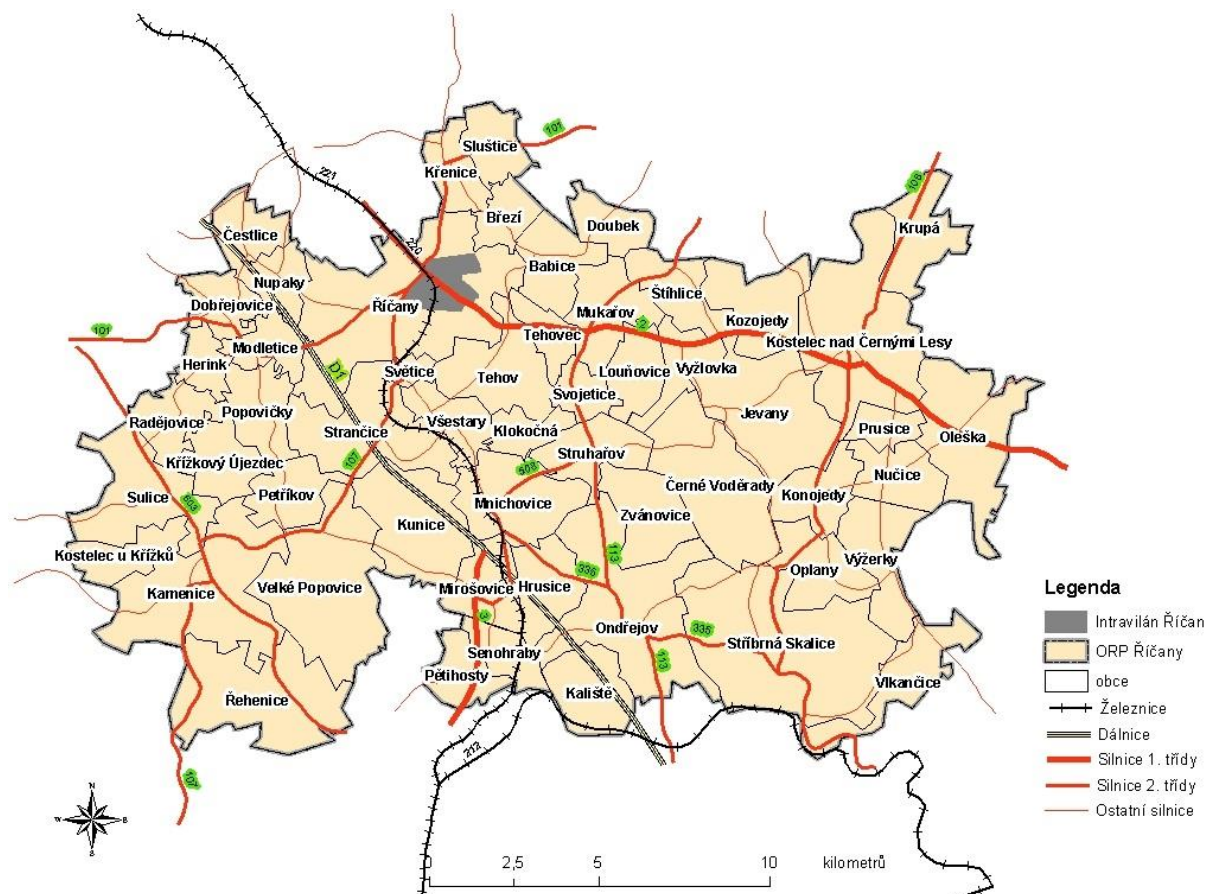 101
Sluštice
221
Křenice
108
Březí
Doubek
Krupá
Čestlice
220
Babice
Nupaky
Štíhlice
Dobřejovice
Říčany
Mukařov
2
Kozojedy
101
Tehovec
Kostelec nad Černými Lesy
Modletice
Herink
D1
Světice
Tehov
Louňovice
Vyžlovka
Svojetice
Popovičky
Jevany
Radějovice
Všestary
Klokočná
Prusice
Strančice
Oleška
Křížkový Újezdec
107
508
Struhařov
Nučice
Petříkov
Černé Voděrady
Sulice
603
Mnichovice
Konojedy
Zvánovice
Kunice
Kostelec u Křížků
113
Výžerky
336
Oplany
Velké Popovice
Mirošovice
Hrusice
Kamenice
3
Ondřejov
335
Stříbrná Skalice
Senohraby
113
Pětihosty
Vlkančice
Kaliště
Řehenice
212
107
Legenda
Intravilán Říčan
ORP Říčany
obce
Železnice
Dálnice
Silnice 1. třídy
Silnice 2. třídy
Ostatní silnice
N
W
E
S
0 2,5 5 10 kilometrů